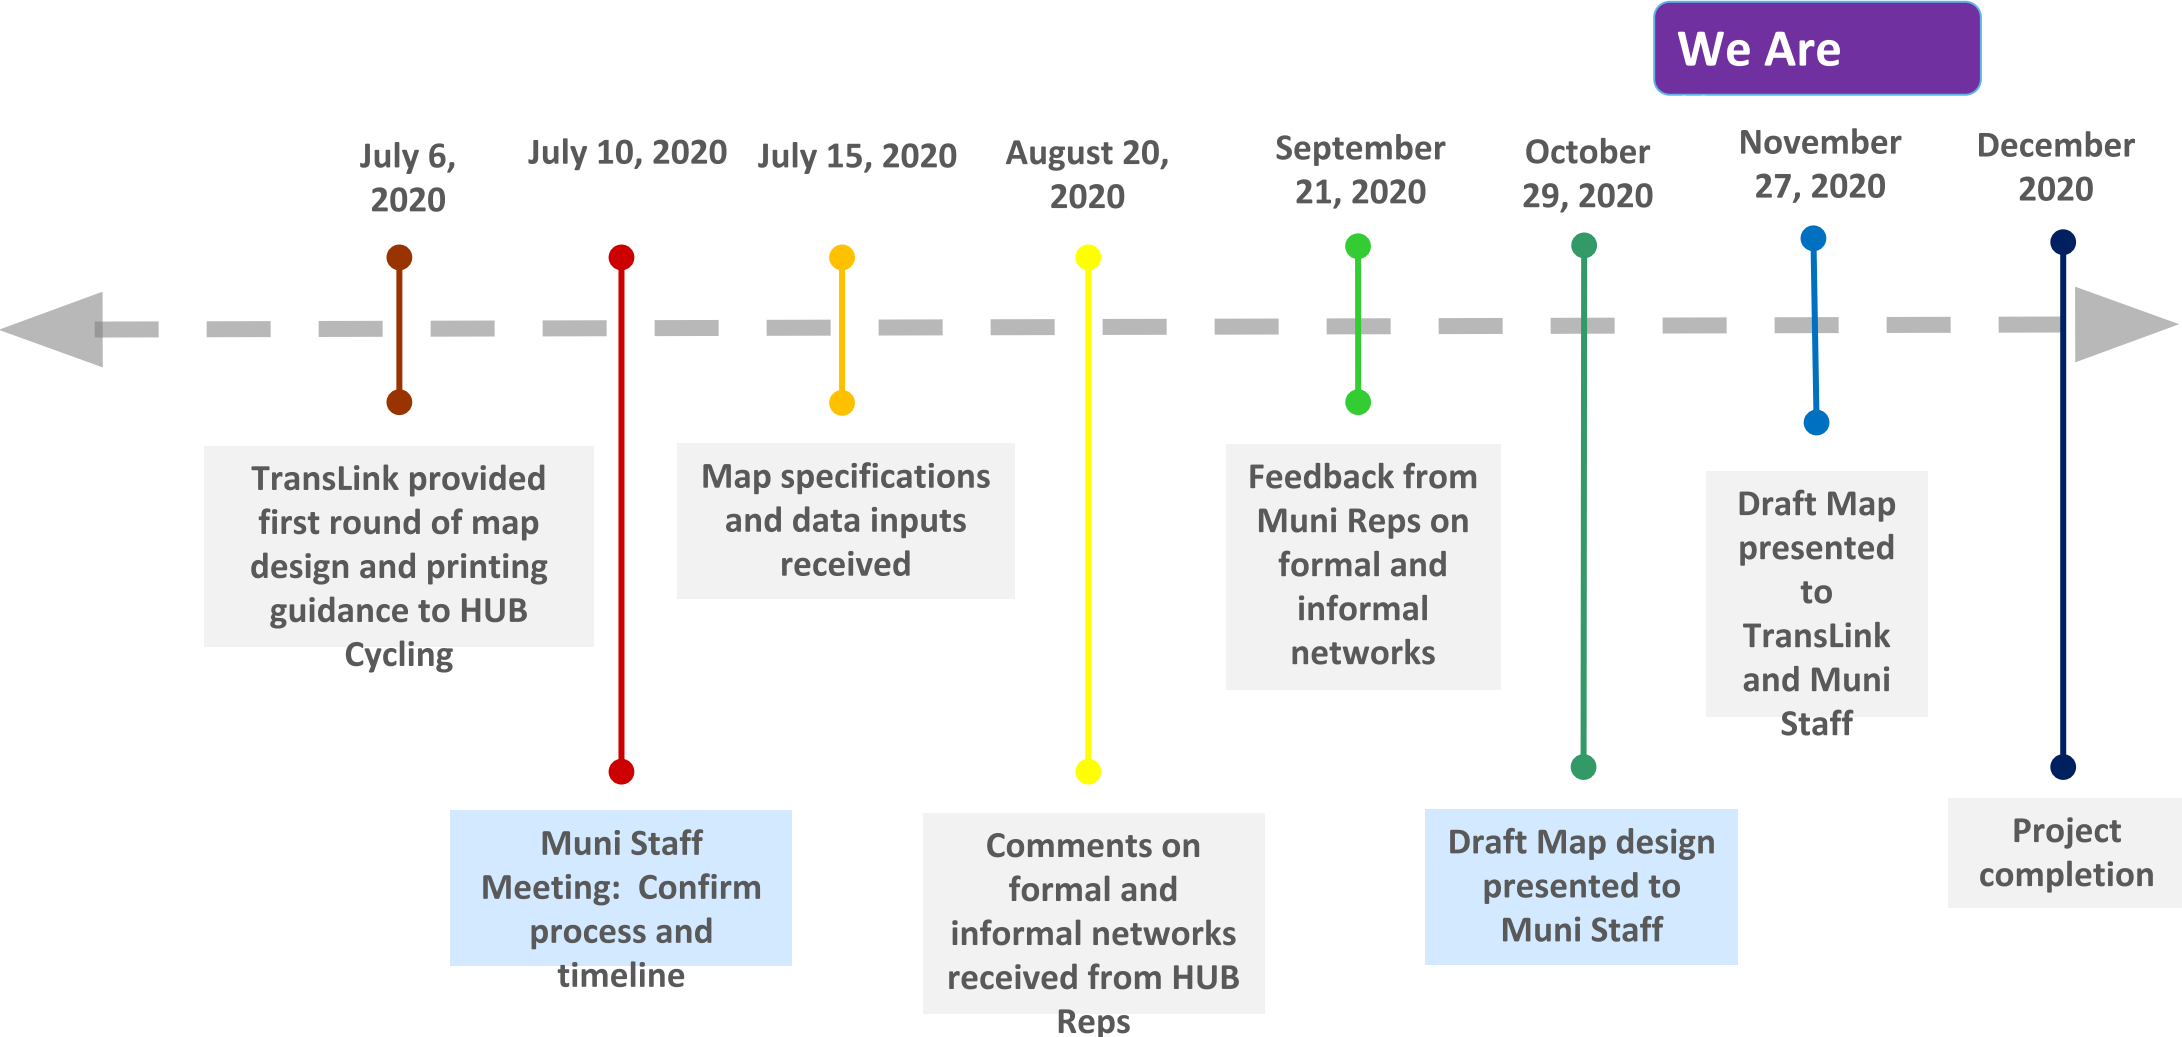 We Are
July 6,
2020
July 10, 2020
July 15, 2020
August 20,
2020
September
21, 2020
October
29, 2020
November
27, 2020
December
2020
TransLink provided
first round of map
design and printing
guidance to HUB
Cycling
Map specifications
and data inputs
received
Feedback from
Muni Reps on
formal and
informal
networks
Draft Map
presented
to
TransLink
and Muni
Staff
Muni Staff
Meeting:  Confirm
process and
timeline
Comments on
formal and
informal networks
received from HUB
Reps
Draft Map design
presented to
Muni Staff
Project
completion